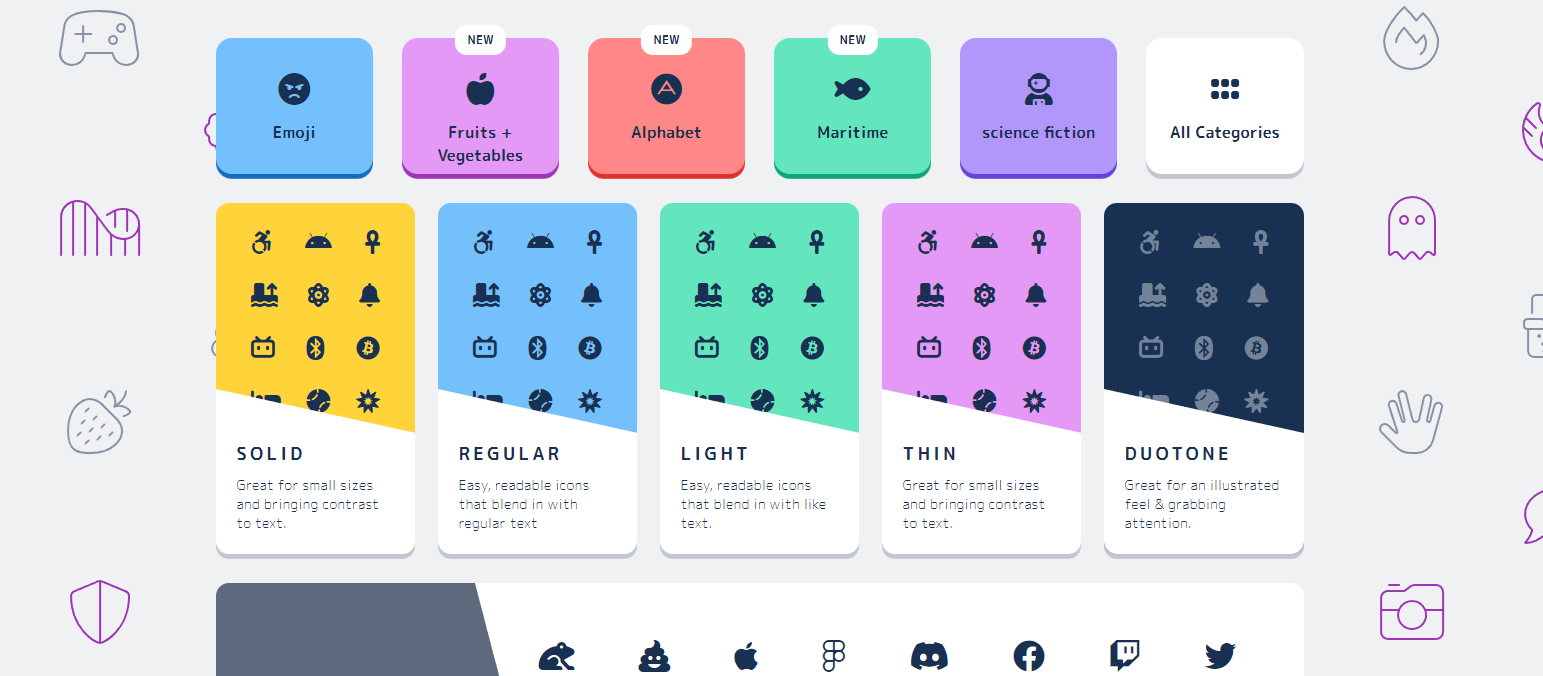 NEW
NEW
NEW
Emoji
Fruits +
Vegetables
Alphabet
Maritime
science fiction
All Categories
SOLID
Great for small sizes
and bringing contrast
to text.
REGULAR
Easy, readable icons
that blend in with
regular text
LIGHT
Easy, readable icons
that blend in with like
text.
THIN
Great for small sizes
and bringing contrast
to text.
DUOTONE
Great for an illustrated
feel & grabbing
attention.